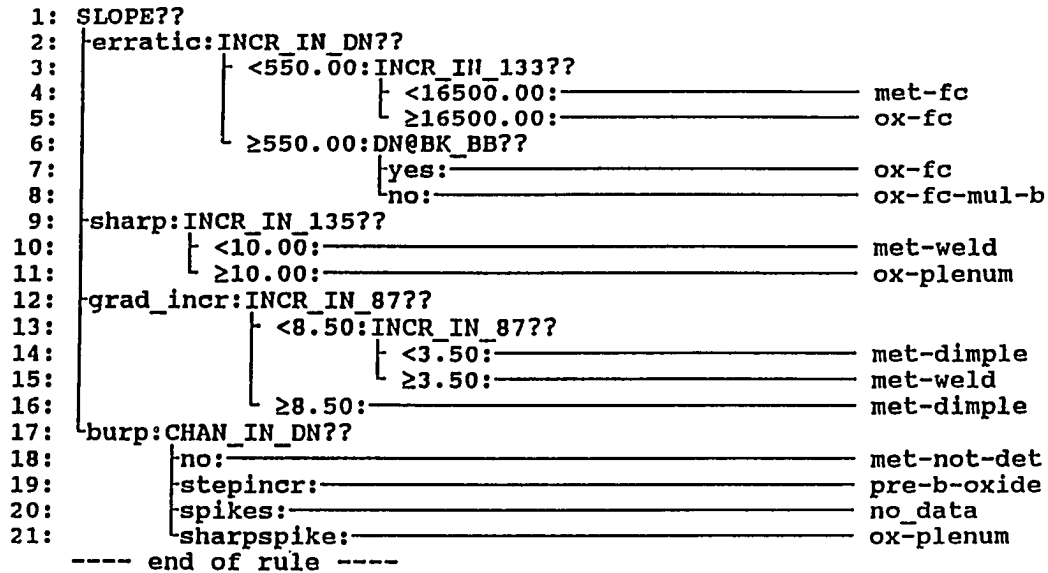 1: SLOPE??
2: erratic:INCR_IN_DN??
3: <550.00:INCR_IN_133??
4: <16500.00: met-fc
5: ≥16500.00: ox-fc
6: ≥550.00:DN@BK_BB??
7: yes: ox-fc
8: no: ox-fc-mul-b
9: sharp:INCR_IN_135??
10: <10.00: met-weld
11: ≥10.00: ox-plenum
12: grad_incr:INCR_IN_87??
13: <8.50:INCR_IN_87??
14: <3.50: met-dimple
15: ≥3.50: met-weld
16: ≥8.50: met-dimple
17: burp:CHAN_IN_DN??
18: no: met-not-det
19: stepincr: pre-b-oxide
20: spikes: no_data
21: sharpspike: ox-plenum
---- end of rule ----